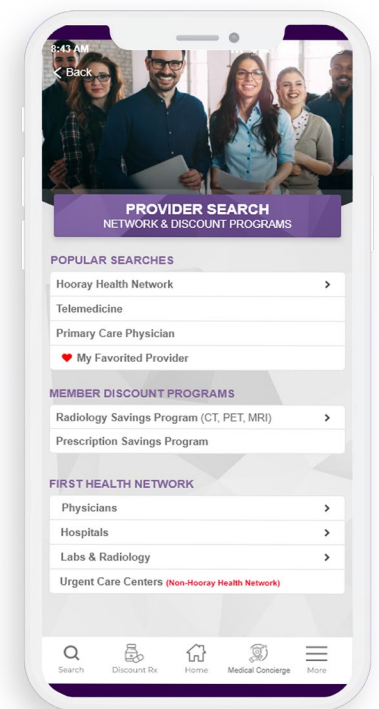 8:43 AM
Back
PROVIDER SEARCH
NETWORK & DISCOUNT PROGRAMS
POPULAR SEARCHES
Hooray Health Network
Telemedicine
Primary Care Physician
My Favorited Provider
MEMBER DISCOUNT PROGRAMS
Radiology Savings Program (CT, PET, MRI)
Prescription Savings Program
FIRST HEALTH NETWORK
Physicians
Hospitals
Labs & Radiology
Urgent Care Centers (Non-Hooray Health Network)
Search Discount Rx Home Medical Concierge More